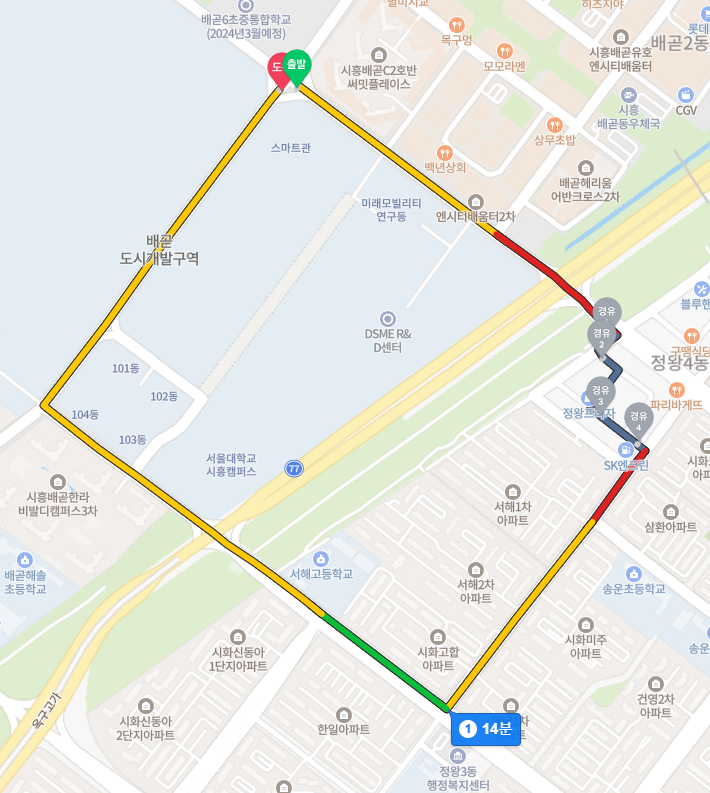 별미식교
히즈치과
배곧6초중통합학교
(2024년3월예정)
목구멍
모모라멘
시흥배곧유호
엔시티배움터
배곧2동
롯데
도
출발
시흥배곧C2호반
써밋플레이스
시흥
배곧동우체국
CGV
상무초밥
스마트관
백년상회
배곧헤리움
어반크로스2차
미래모빌리티
연구동
엔시티배움터2차
배곧
도시개발구역
블루핸
경유
경유
2
DSME R&
D센터
구띵식당
정왕4동
101동
102동
경유
3
파리바게뜨
104동
경유
4
정왕프라자
103동
서울대학교
시흥캠퍼스
77
SK엔크린
시흥배곧한라
비발디캠퍼스3차
서해1차
아파트
삼환아파트
배곧해솔
초등학교
서해고등학교
서해2차
아파트
송운초등학교
시화신동아
1단지아파트
시화고합
아파트
시화미주
아파트
송운
옥구고가
건영2차
아파트
시화신동아
2단지아파트
한일아파트
1 14분
정왕3동
행정복지센터